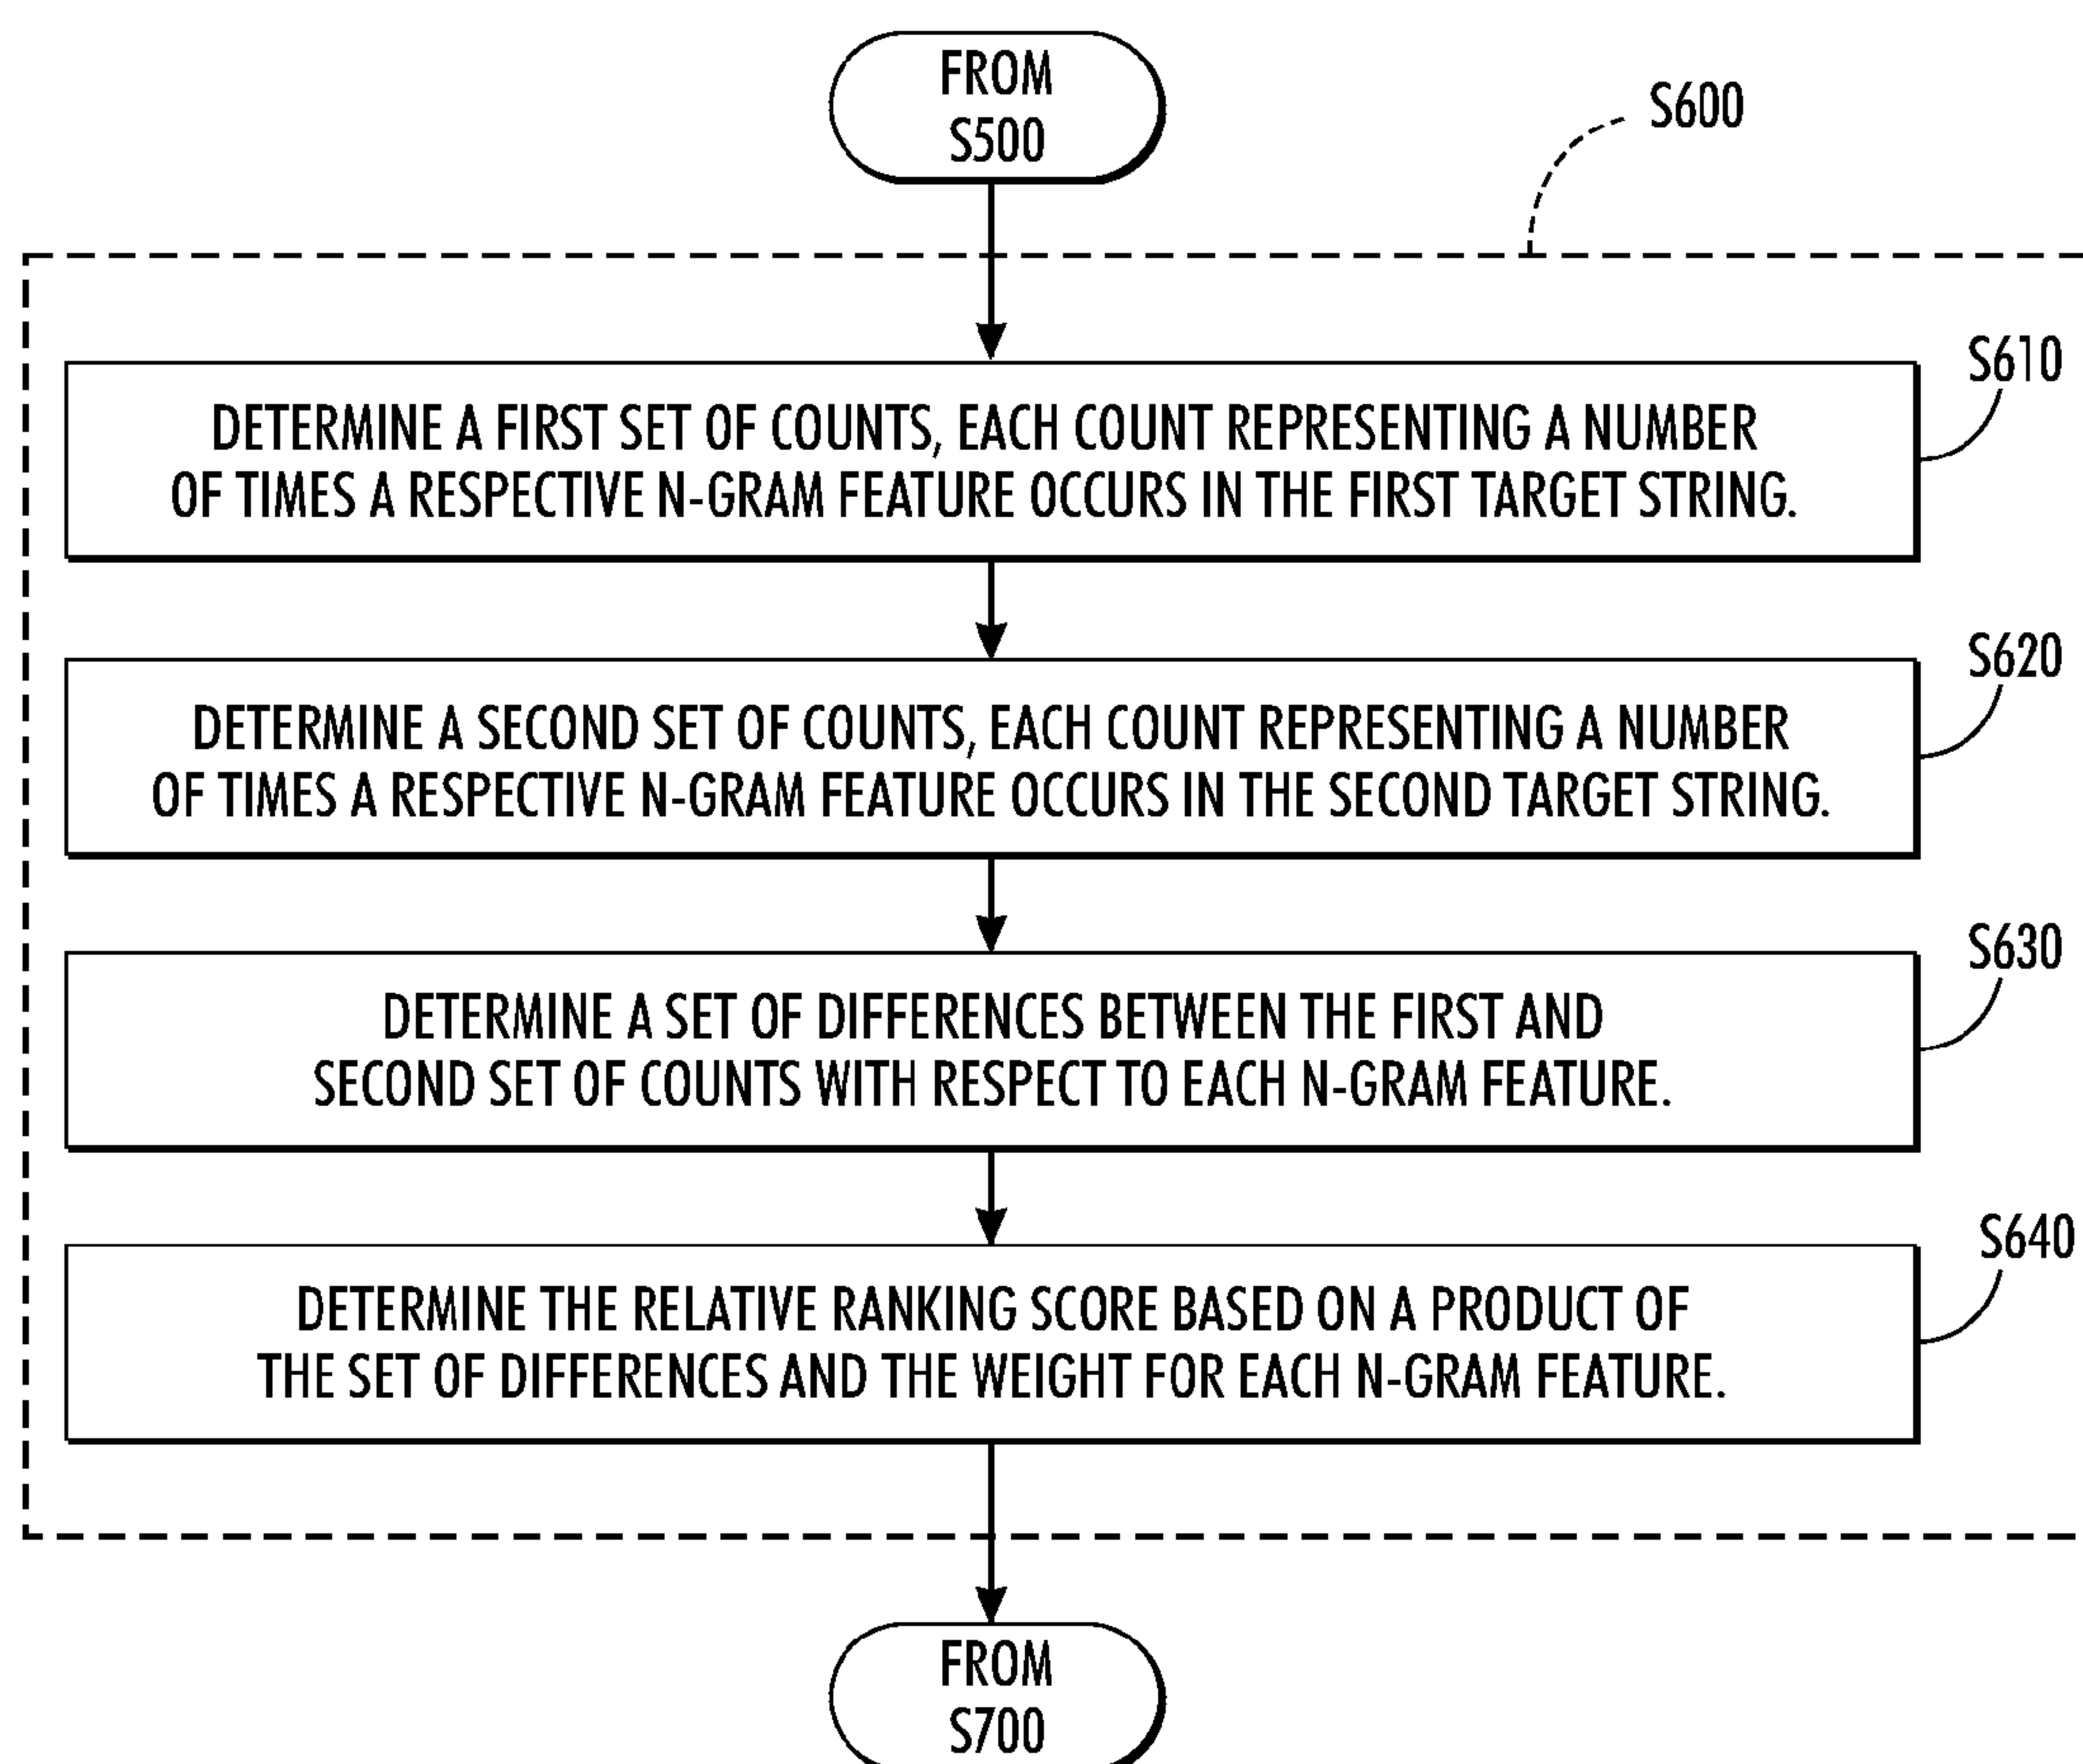 FROM
S500
S600
S610
DETERMINE A FIRST SET OF COUNTS, EACH COUNT REPRESENTING A NUMBER
OF TIMES A RESPECTIVE N-GRAM FEATURE OCCURS IN THE FIRST TARGET STRING.
S620
DETERMINE A SECOND SET OF COUNTS, EACH COUNT REPRESENTING A NUMBER
OF TIMES A RESPECTIVE N-GRAM FEATURE OCCURS IN THE SECOND TARGET STRING.
S630
DETERMINE A SET OF DIFFERENCES BETWEEN THE FIRST AND
SECOND SET OF COUNTS WITH RESPECT TO EACH N-GRAM FEATURE.
S640
DETERMINE THE RELATIVE RANKING SCORE BASED ON A PRODUCT OF
THE SET OF DIFFERENCES AND THE WEIGHT FOR EACH N-GRAM FEATURE.
FROM
S700